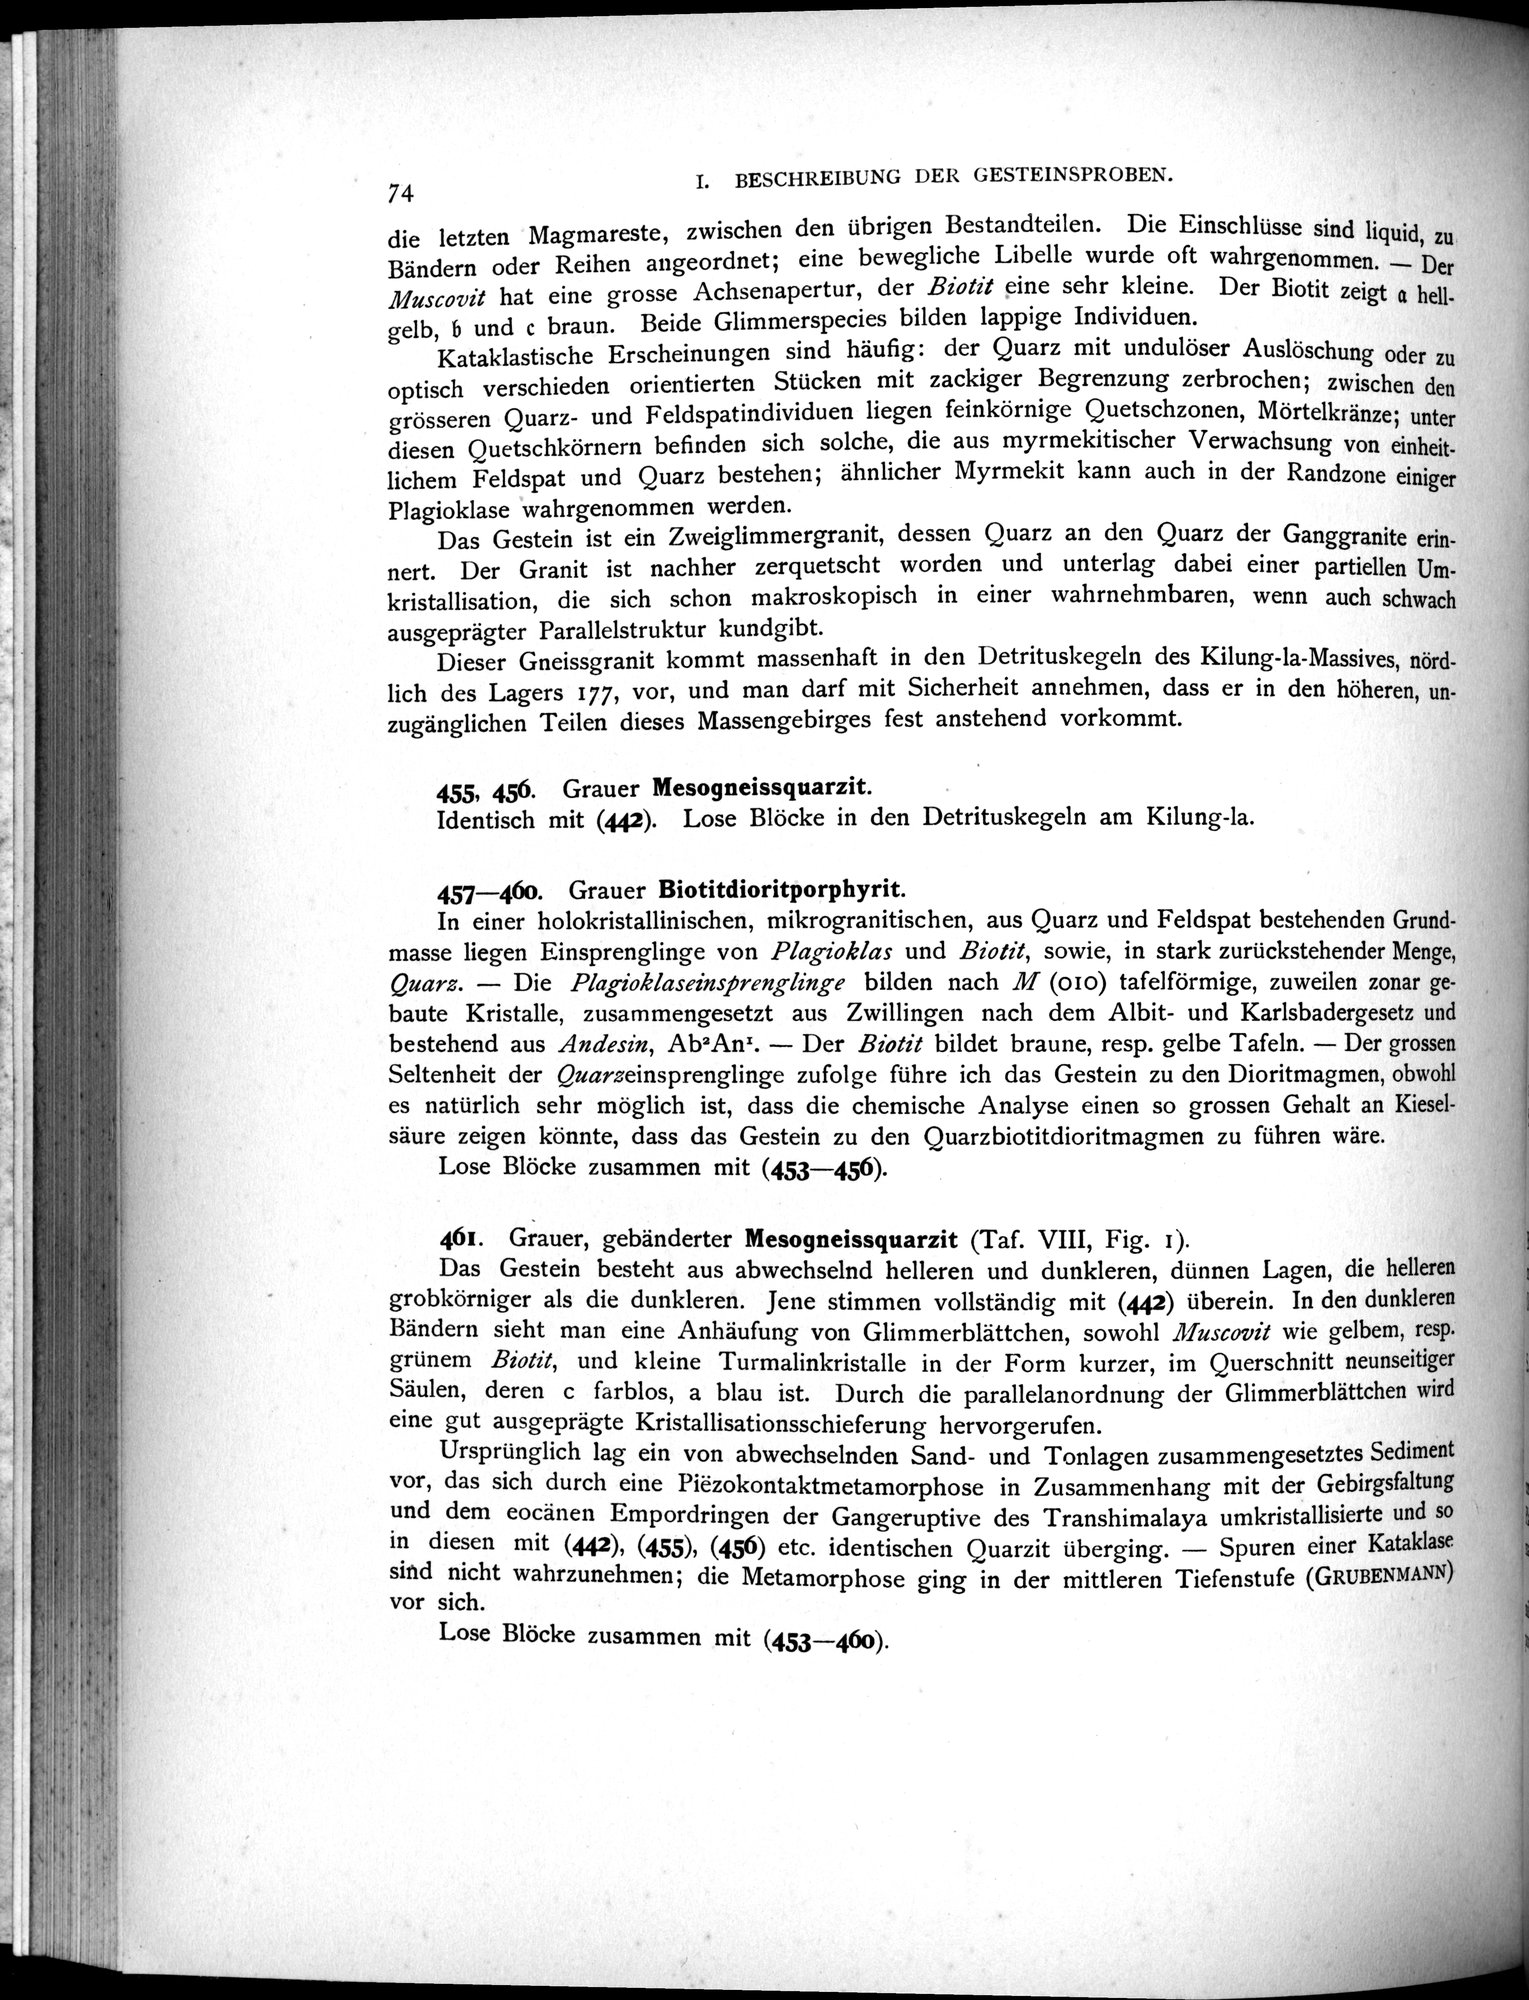 74
I. BESCHREIBUNG DER GESTEINSPROBEN.
die letzten Magmareste, zwischen den übrigen Bestandteilen. Die Einschlüsse sind liquid, zu
Bändern oder Reihen angeordnet; eine bewegliche Libelle wurde oft wahrgenommen. — Der
Muscovit hat eine grosse Achsenapertur, der Biotit eine sehr kleine. Der Biotit zeigt a hell-
gelb, b und c braun. Beide Glimmerspecies bilden lappige Individuen.
Kataklastische Erscheinungen sind häufig: der Quarz mit undulöser Auslöschung oder zu
optisch verschieden orientierten Stücken mit zackiger Begrenzung zerbrochen; zwischen den
grösseren Quarz- und Feldspatindividuen liegen feinkörnige Quetschzonen, Mörtelkränze; unter
diesen Quetschkörnern befinden sich solche, die aus myrmekitischer Verwachsung von einheit-
lichem Feldspat und Quarz bestehen; ähnlicher Myrmekit kann auch in der Randzone einiger
Plagioklase wahrgenommen werden.
Das Gestein ist ein Zweiglimmergranit, dessen Quarz an den Quarz der Ganggranite erin-
nert. Der Granit ist nachher zerquetscht worden und unterlag dabei einer partiellen Um-
kristallisation, die sich schon makroskopisch in einer wahrnehmbaren, wenn auch schwach
ausgeprägter Parallelstruktur kundgibt.
Dieser Gneissgranit kommt massenhaft in den Detrituskegeln des Kilung-la-Massives, nörd-
lich des Lagers 177, vor, und man darf mit Sicherheit annehmen, dass er in den höheren, un-
zugänglichen Teilen dieses Massengebirges fest anstehend vorkommt.
455, 456. Grauer Mesogneissquarzit.
Identisch mit (442). Lose Blöcke in den Detrituskegeln am Kilung-la.
457—460. Grauer Biotitdioritporphyrit.
In einer holokristallinischen, mikrogranitischen, aus Quarz und Feldspat bestehenden Grund-
masse liegen Einsprenglinge von Plagioklas und Biotit, sowie, in stark zurückstehender Menge,
Quarz. — Die Plagioklaseinsprenglinge bilden nach M (010) tafelförmige, zuweilen zonar ge-
baute Kristalle, zusammengesetzt aus Zwillingen nach dem Albit- und Karlsbadergesetz und
bestehend aus Andesin, Ab²An¹. — Der Biotit bildet braune, resp. gelbe Tafeln. — Der grossen
Seltenheit der Quarzeinsprenglinge zufolge führe ich das Gestein zu den Dioritmagmen, obwohl
es natürlich sehr möglich ist, dass die chemische Analyse einen so grossen Gehalt an Kiesel-
säure zeigen könnte, dass das Gestein zu den Quarzbiotitdioritmagmen zu führen wäre.
Lose Blöcke zusammen mit (453—456).
461. Grauer, gebänderter Mesogneissquarzit (Taf. VIII, Fig. 1).
Das Gestein besteht aus abwechselnd helleren und dunkleren, dünnen Lagen, die helleren
grobkörniger als die dunkleren. Jene stimmen vollständig mit (442) überein. In den dunkleren
Bändern sieht man eine Anhäufung von Glimmerblättchen, sowohl Muscovit wie gelbem, resp.
grünem Biotit, und kleine Turmalinkristalle in der Form kurzer, im Querschnitt neunseitiger
Säulen, deren c farblos, a blau ist. Durch die parallelanordnung der Glimmerblättchen wird
eine gut ausgeprägte Kristallisationsschieferung hervorgerufen.
Ursprünglich lag ein von abwechselnden Sand- und Tonlagen zusammengesetztes Sediment
vor, das sich durch eine Piëzokontaktmetamorphose in Zusammenhang mit der Gebirgsfaltung
und dem eocänen Empordringen der Gangeruptive des Transhimalaya umkristallisierte und so
in diesen mit (442), (455), (456) etc. identischen Quarzit überging. — Spuren einer Kataklase
sind nicht wahrzunehmen; die Metamorphose ging in der mittleren Tiefenstufe (GRUBENMANN)
vor sich.
Lose Blöcke zusammen mit (453—460).